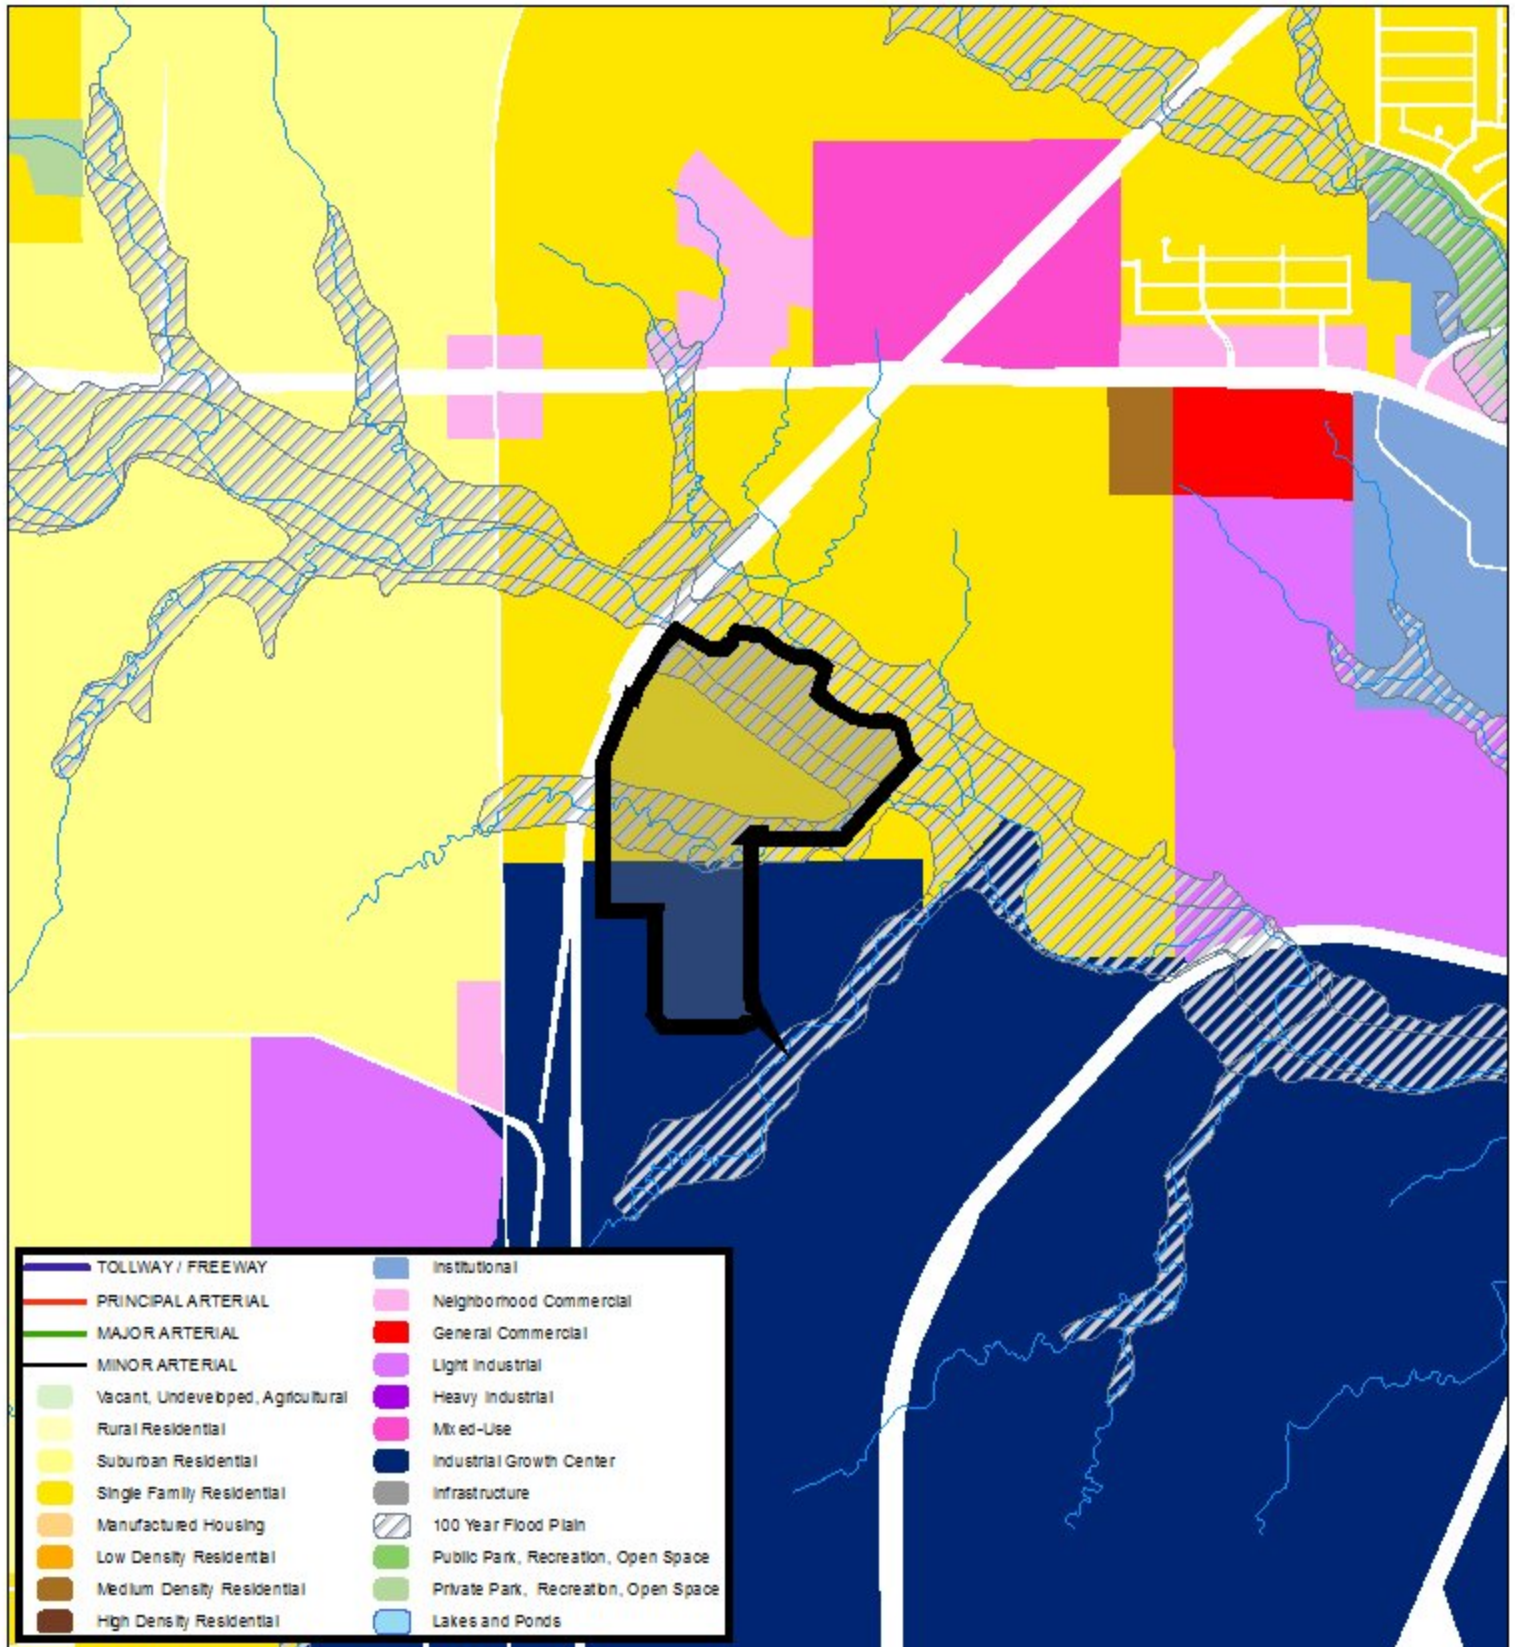 TOLLWAY / FREEWAY
PRINCIPAL ARTERIAL
MAJOR ARTERIAL
MINOR ARTERIAL
Vacant, Undeveloped, Agricultural
Rural Residential
Suburban Residential
Single Family Residential
Manufactured Housing
Low Density Residential
Medium Density Residential
High Density Residential
Institutional
Neighborhood Commercial
General Commercial
Light Industrial
Heavy Industrial
Mixed-Use
Industrial Growth Center
Infrastructure
100 Year Flood Plain
Public Park, Recreation, Open Space
Private Park, Recreation, Open Space
Lakes and Ponds